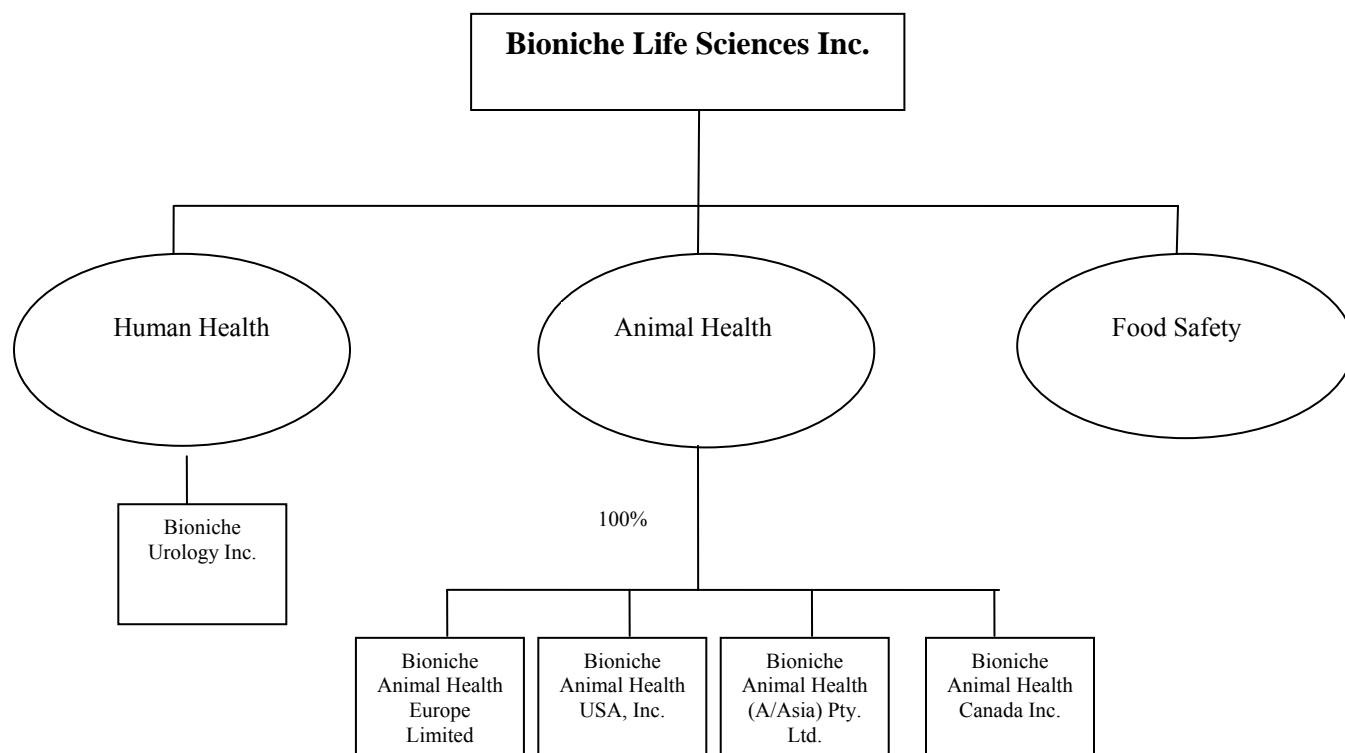 Bioniche Life Sciences Inc.
Human Health
Animal Health
Food Safety
Bioniche
Urology Inc.
100%
Bioniche
Animal Health
Europe
Limited
Bioniche
Animal Health
USA, Inc.
Bioniche
Animal Health
(A/Asia) Pty.
Ltd.
Bioniche
Animal Health
Canada Inc.